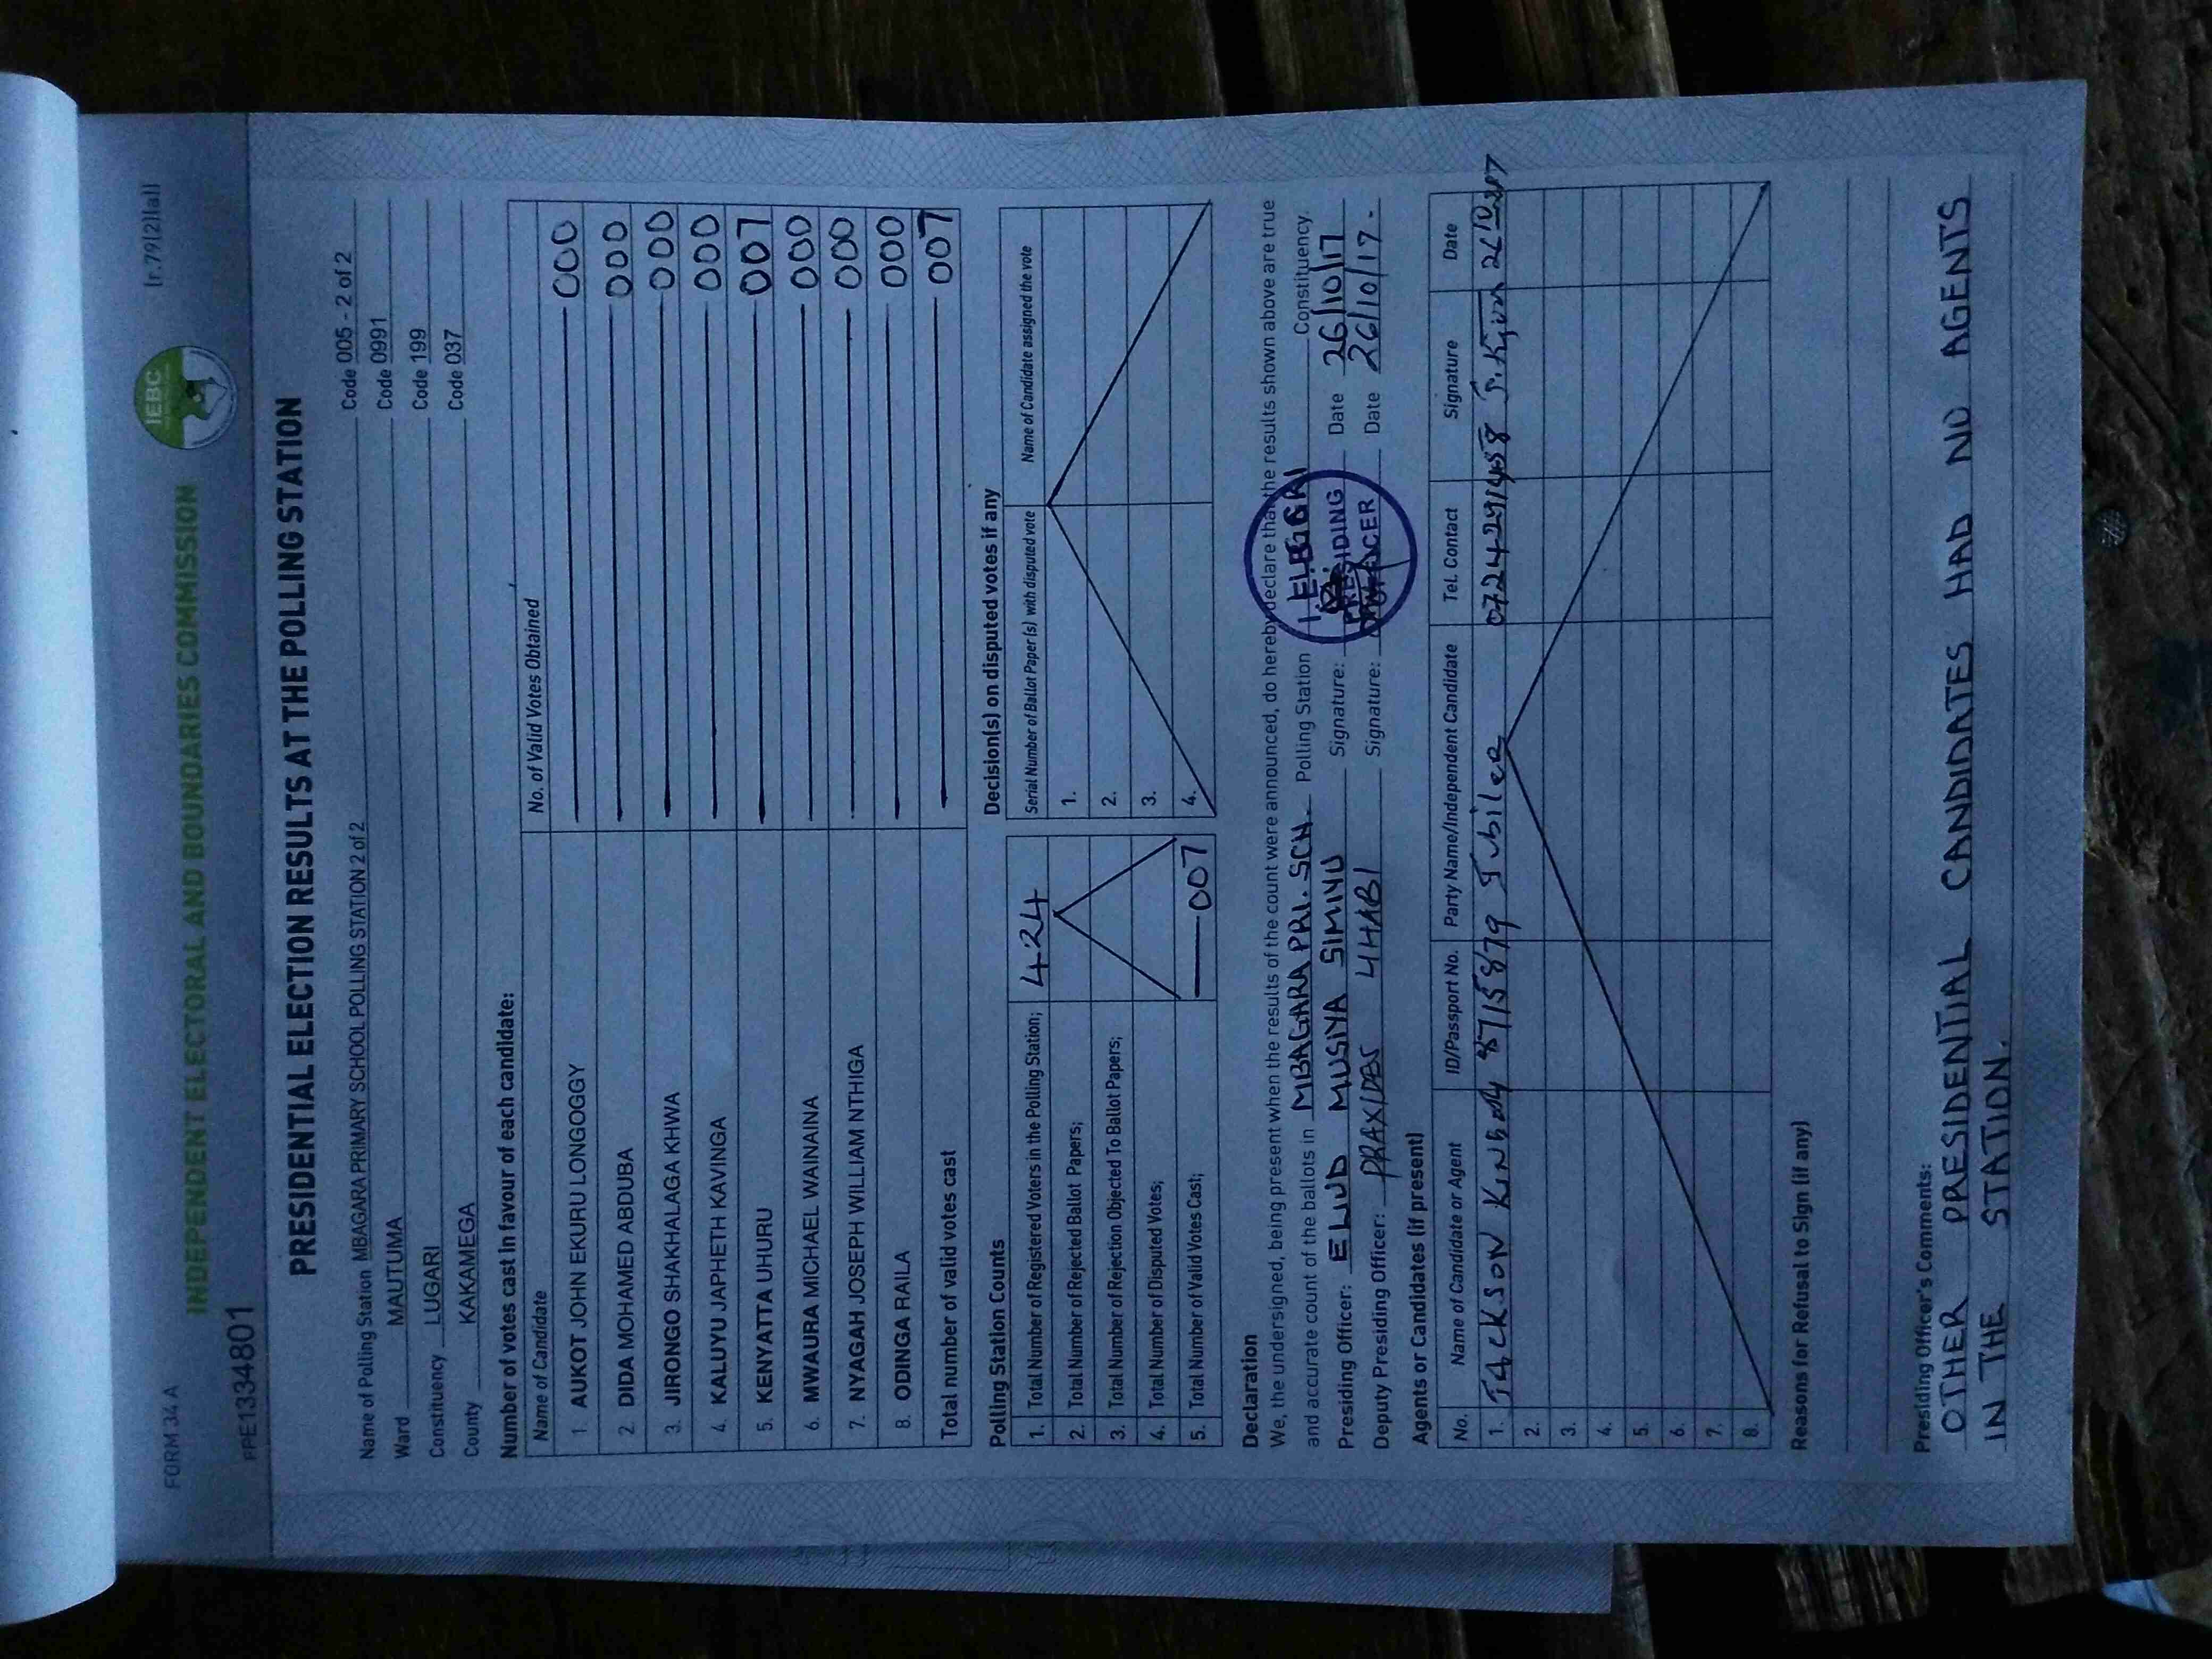 FORM 34 A
(r.79(2)(a))
IEBC
INDEPENDENT ELECTORAL AND BOUNDARIES COMMISSION
PPE1334801
PRESIDENTIAL ELECTION RESULTS AT THE POLLING STATION
Name of Polling Station MBAGARA PRIMARY SCHOOL POLLING STATION 2 of 2 Code 005 - 2 of 2
Ward MAUTUMA Code 0991
Constituency LUGARI Code 199
County KAKAMEGA Code 037
Number of votes cast in favour of each candidate:
Name of Candidate No. of Valid Votes Obtained
1. AUKOT JOHN EKURU LONGOGGY 000
2. DIDA MOHAMED ABDUBA 000
3. JIRONGO SHAKHALAGA KHWA 000
4. KALUYU JAPHETH KAVINGA 000
5. KENYATTA UHURU 007
6. MWAURA MICHAEL WAINAINA 000
7. NYAGAH JOSEPH WILLIAM NTHIGA 000
8. ODINGA RAILA 000
Total number of valid votes cast 007
Polling Station Counts
1. Total Number of Registered Voters in the Polling Station; 424
2. Total Number of Rejected Ballot Papers;
3. Total Number of Rejection Objected To Ballot Papers;
4. Total Number of Disputed Votes;
5. Total Number of Valid Votes Cast; 007
Decision(s) on disputed votes if any
Serial Number of Ballot Paper(s) with disputed vote Name of Candidate assigned the vote
1.
2.
3.
4.
Declaration
We, the undersigned, being present when the results of the count were announced, do hereby declare that the results shown above are true
and accurate count of the ballots in MBAGARA PRI. SCH. Polling Station Constituency.
Presiding Officer: ELIUD MUSIYA SIMIYU Signature: Date 26/10/17
Deputy Presiding Officer: PRAXIDES Signature: Date 26/10/17.
PRESIDING
OFFICER
Agents or Candidates (if present)
No. Name of Candidate or Agent ID/Passport No. Party Name/Independent Candidate Tel. Contact Signature Date
1. JACKSON 8715879 Jubilee 0724291458
2.
3.
4.
5.
6.
7.
8.
Reasons for Refusal to Sign (if any)
Presiding Officer's Comments:
OTHER PRESIDENTIAL CANDIDATES HAD NO AGENTS
IN THE STATION.